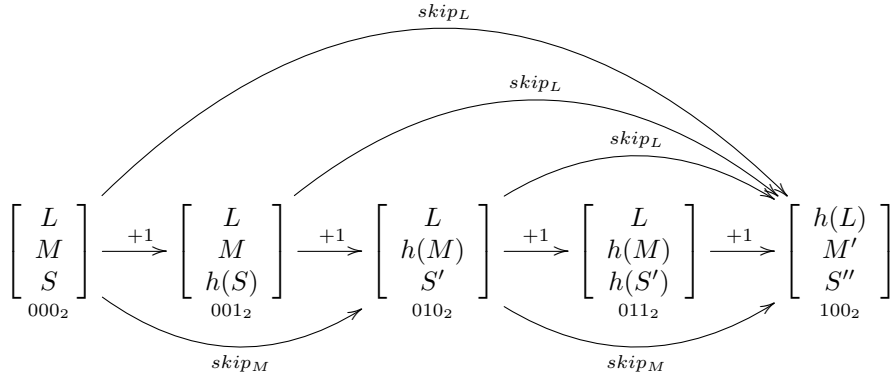 skip_L
skip_L
skip_L
[L M S] +1 [L M h(S)] +1 [L h(M) S'] +1 [L h(M) h(S')] +1 [h(L) M' S'']
000₂ 001₂ 010₂ 011₂ 100₂
skip_M skip_M